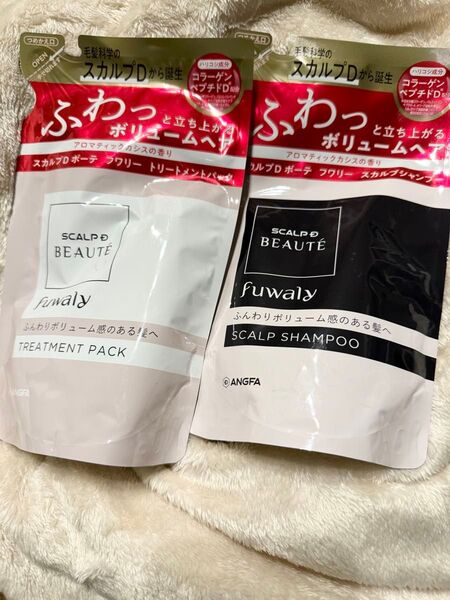 つめかえ用
OPEN
毛髪科学の
スカルプDから誕生
ハリコシ成分
コラーゲン
ペプチドD
ふわっ
と立ち上がる
ボリュームヘア
アロマティックカシスの香り
スカルプD ボーテ フワリー トリートメントパック
SCALP D
BEAUTÉ
fuwaly
ふんわりボリューム感のある髪へ
TREATMENT PACK
ANGFA
つめかえ用
毛髪科学の
スカルプDから誕生
ハリコシ成分
コラーゲン
ペプチドD
ふわっ
と立ち上がる
ボリュームヘア
アロマティックカシスの香り
スカルプD ボーテ フワリー スカルプシャンプー
SCALP D
BEAUTÉ
fuwaly
ふんわりボリューム感のある髪へ
SCALP SHAMPOO
ANGFA